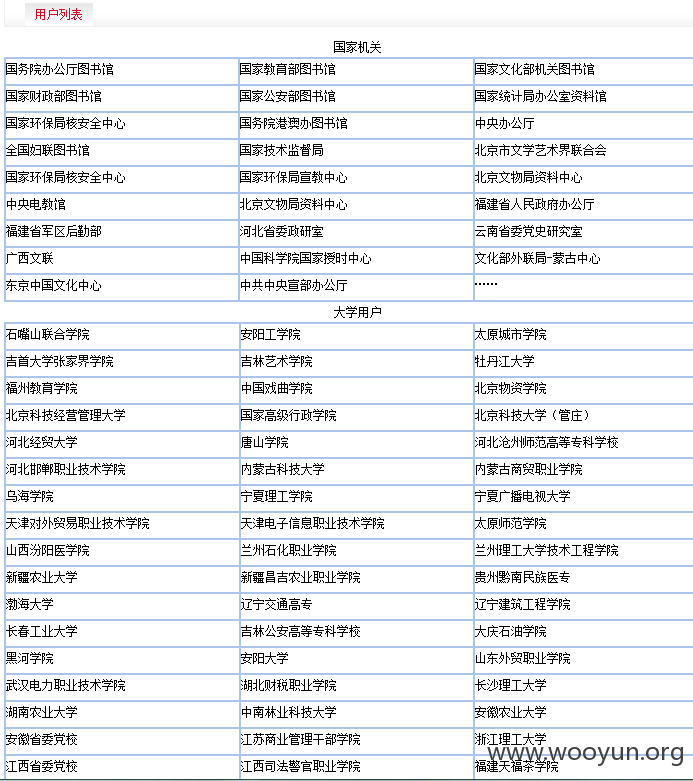 用户列表
国家机关
国务院办公厅图书馆 国家教育部图书馆 国家文化部机关图书馆
国家财政部图书馆 国家公安部图书馆 国家统计局办公室资料馆
国家环保局核安全中心 国务院港澳办图书馆 中央办公厅
全国妇联图书馆 国家技术监督局 北京市文学艺术界联合会
国家环保局核安全中心 国家环保局宣教中心 北京文物局资料中心
中央电教馆 北京文物局资料中心 福建省人民政府办公厅
福建省军区后勤部 河北省委政研室 云南省委党史研究室
广西文联 中国科学院国家授时中心 文化部外联局-蒙古中心
东京中国文化中心 中共中央宣部办公厅 ……
大学用户
石嘴山联合学院 安阳工学院 太原城市学院
吉首大学张家界学院 吉林艺术学院 牡丹江大学
福州教育学院 中国戏曲学院 北京物资学院
北京科技经营管理大学 国家高级行政学院 北京科技大学（管庄）
河北经贸大学 唐山学院 河北沧州师范高等专科学校
河北邯郸职业技术学院 内蒙古科技大学 内蒙古商贸职业学院
乌海学院 宁夏理工学院 宁夏广播电视大学
天津对外贸易职业技术学院 天津电子信息职业技术学院 太原师范学院
山西汾阳医学院 兰州石化职业学院 兰州理工大学技术工程学院
新疆农业大学 新疆昌吉农业职业学院 贵州黔南民族医专
渤海大学 辽宁交通高专 辽宁建筑工程学院
长春工业大学 吉林公安高等专科学校 大庆石油学院
黑河学院 安阳大学 山东外贸职业学院
武汉电力职业技术学院 湖北财税职业学院 长沙理工大学
湖南农业大学 中南林业科技大学 安徽农业大学
安徽省委党校 江苏商业管理干部学院 浙江理工大学
江西省委党校 江西司法警官职业学院 福建天福茶学院
www.wooyun.org